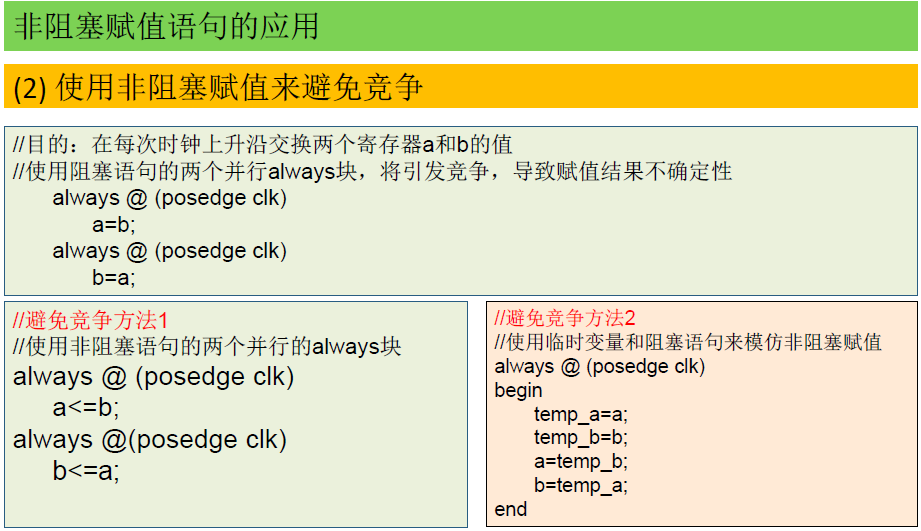 非阻塞赋值语句的应用
(2) 使用非阻塞赋值来避免竞争
//目的：在每次时钟上升沿交换两个寄存器a和b的值
//使用阻塞语句的两个并行always块，将引发竞争，导致赋值结果不确定性
always @ (posedge clk)
a=b;
always @ (posedge clk)
b=a;
//避免竞争方法1
//使用非阻塞语句的两个并行的always块
always @ (posedge clk)
a<=b;
always @(posedge clk)
b<=a;
//避免竞争方法2
//使用临时变量和阻塞语句来模仿非阻塞赋值
always @ (posedge clk)
begin
temp_a=a;
temp_b=b;
a=temp_b;
b=temp_a;
end